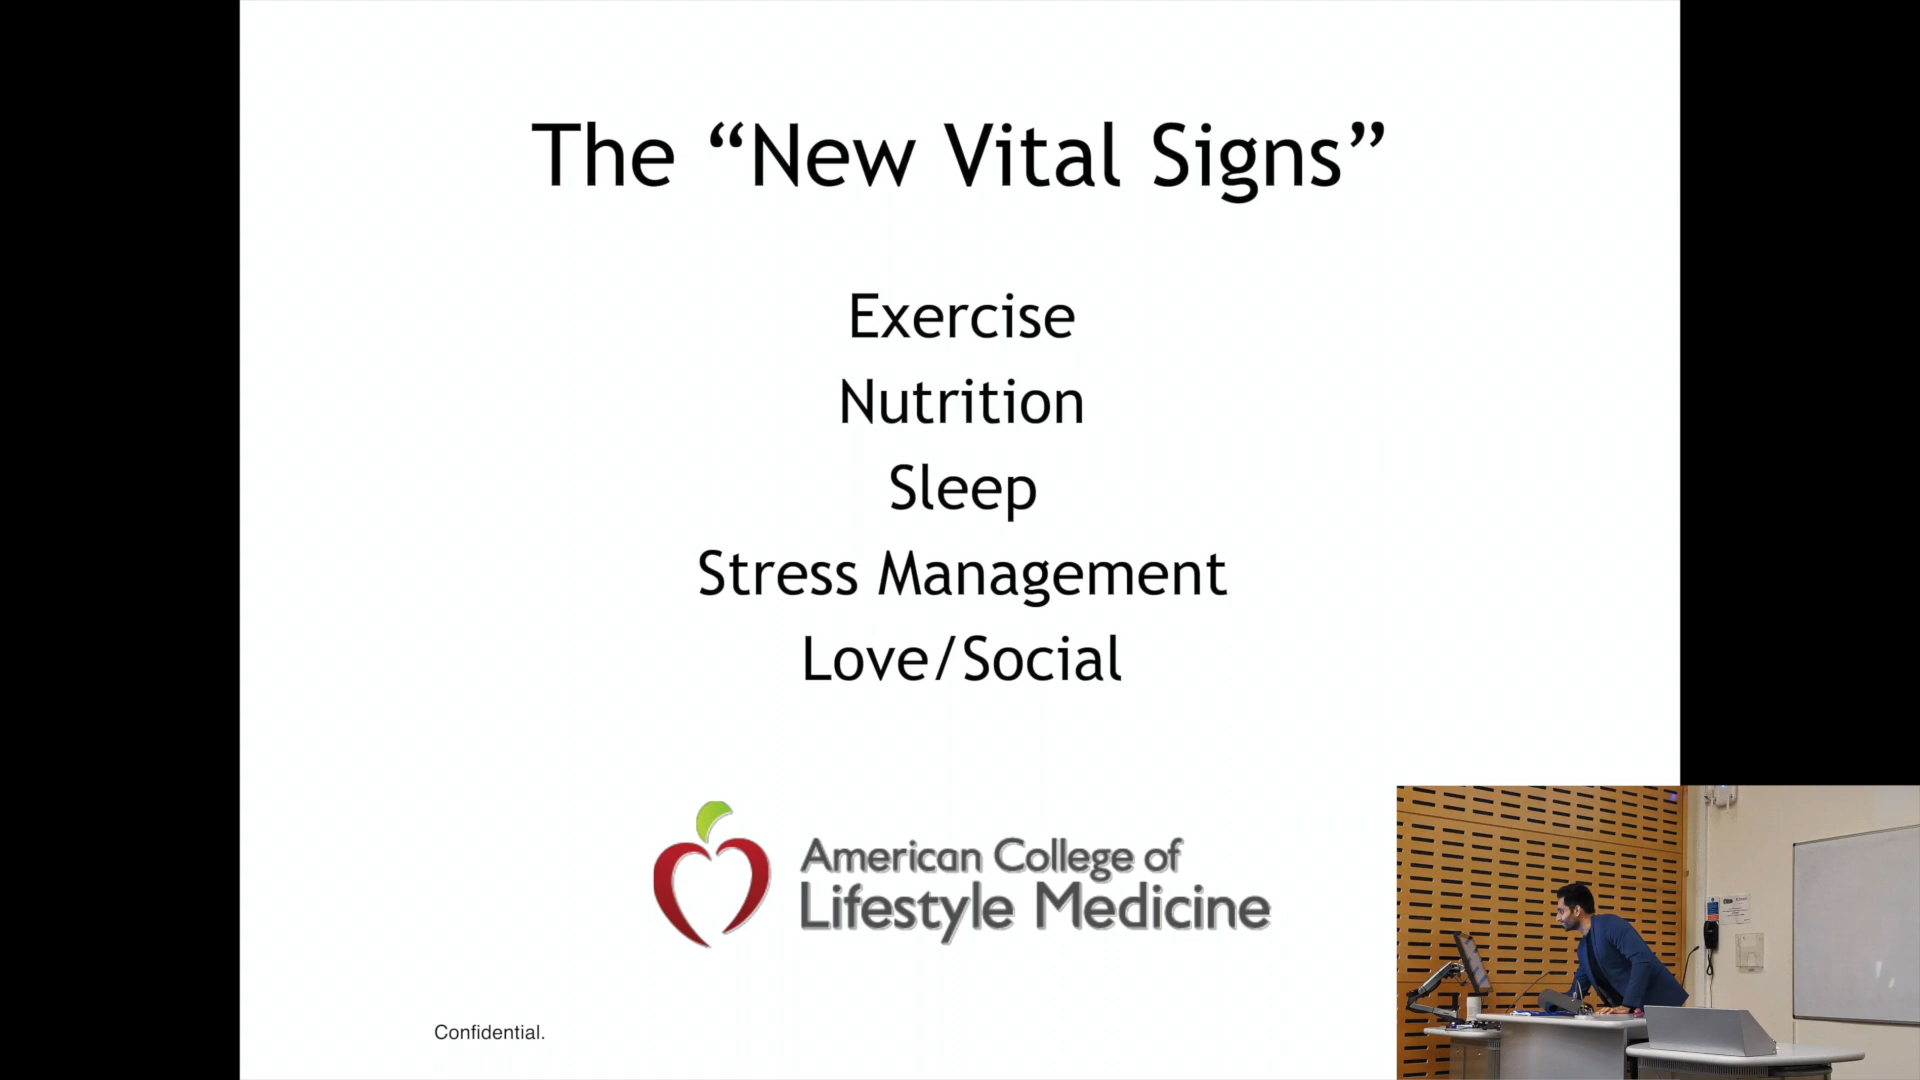 The “New Vital Signs”
Exercise
Nutrition
Sleep
Stress Management
Love/Social
American College of
Lifestyle Medicine
Confidential.